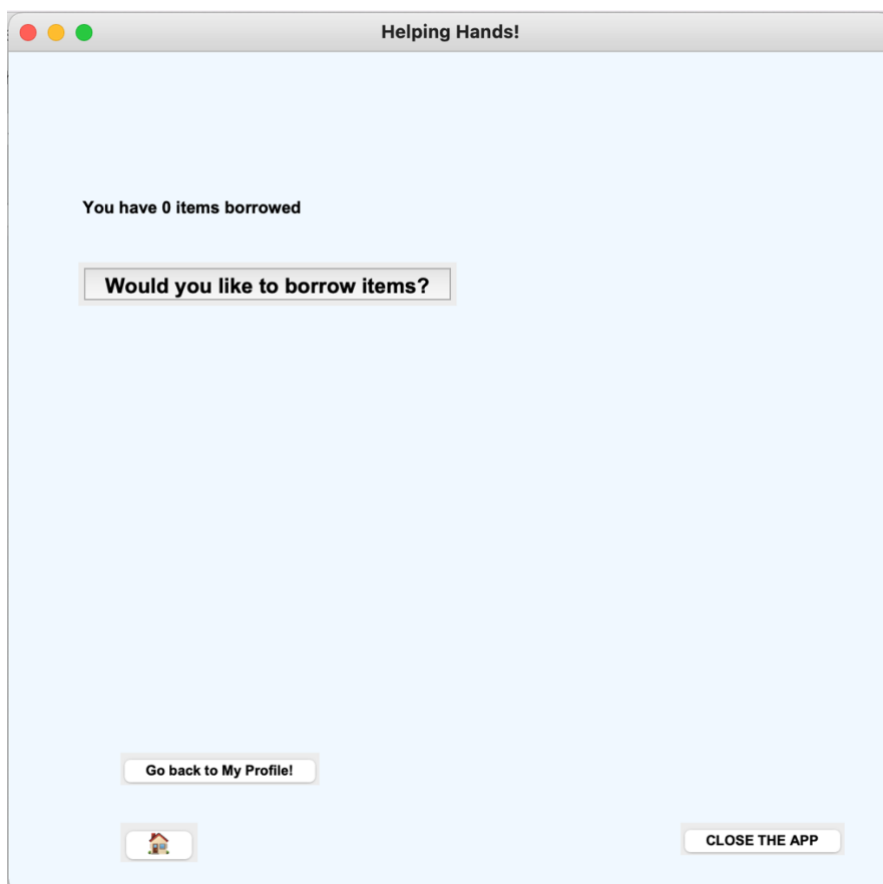 Helping Hands!
You have 0 items borrowed
Would you like to borrow items?
Go back to My Profile!
CLOSE THE APP